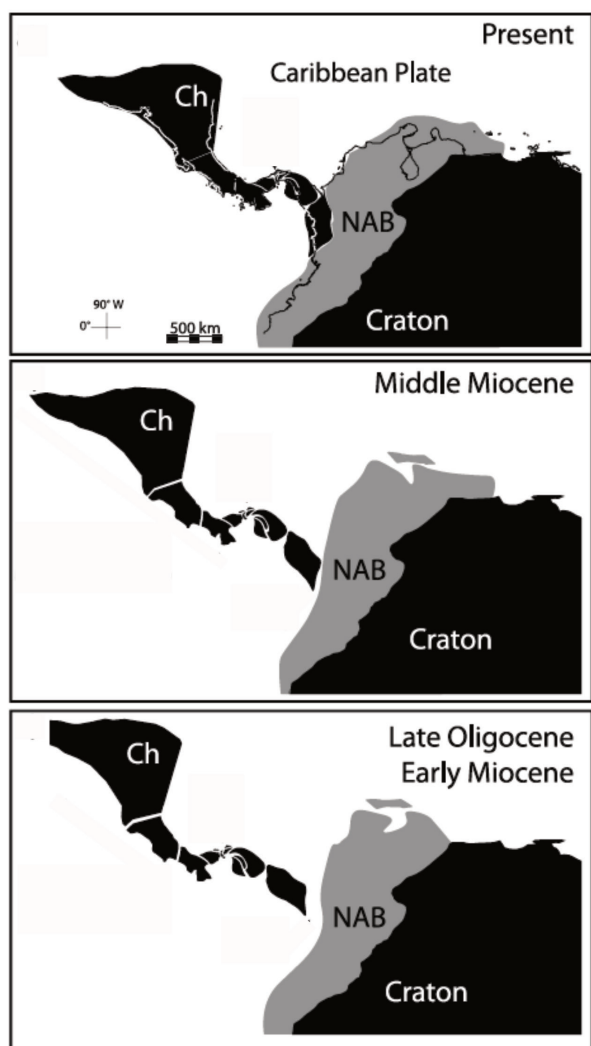 Present
Caribbean Plate
Ch
NAB
90° W
0°
500 km
Craton
Middle Miocene
Ch
NAB
Craton
Late Oligocene
Early Miocene
Ch
NAB
Craton